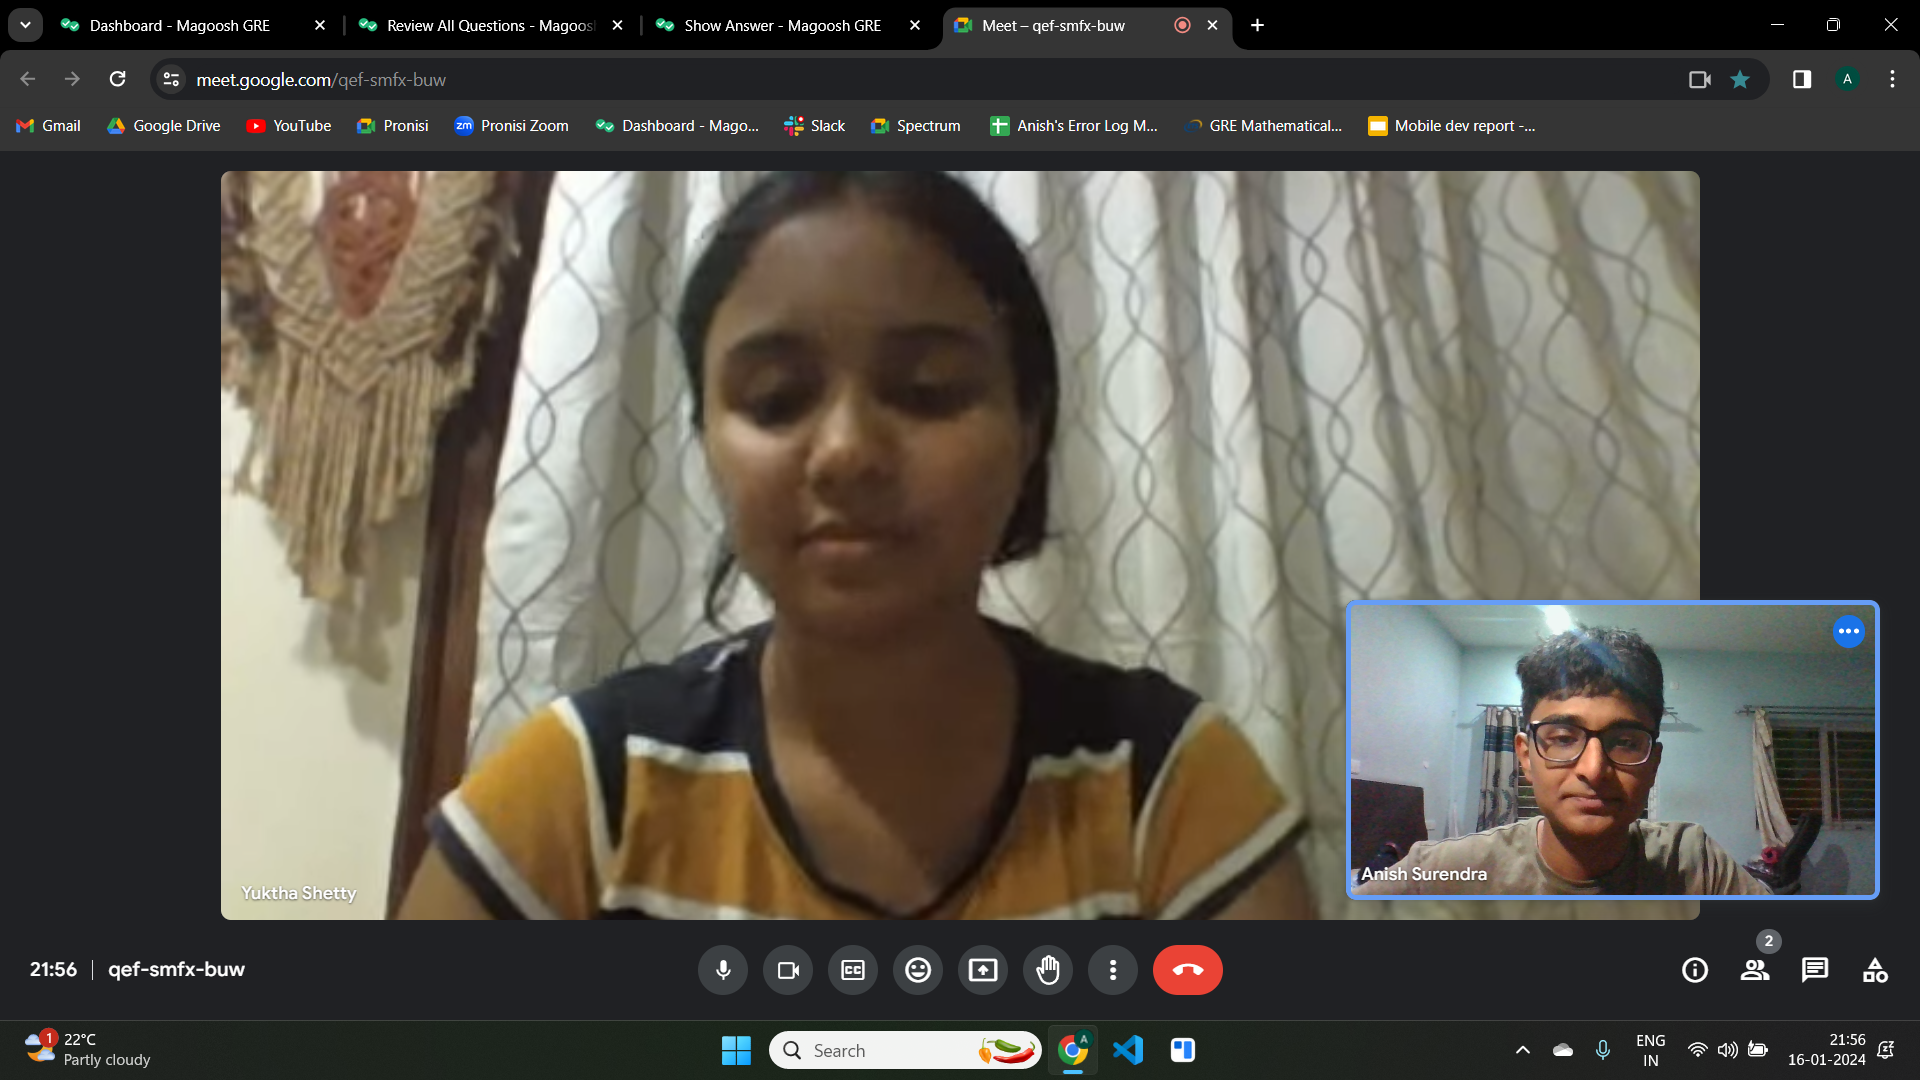 Dashboard - Magoosh GRE
Review All Questions - Magoos
Show Answer - Magoosh GRE
Meet – qef-smfx-buw
meet.google.com/qef-smfx-buw
A
Gmail
Google Drive
YouTube
Pronisi
zm Pronisi Zoom
Dashboard - Mago...
Slack
Spectrum
Anish's Error Log M...
GRE Mathematical...
Mobile dev report -...
Yuktha Shetty
Anish Surendra
21:56 | qef-smfx-buw
CC
2
1
22°C
Partly cloudy
Search
A
ENG
IN
21:56
16-01-2024